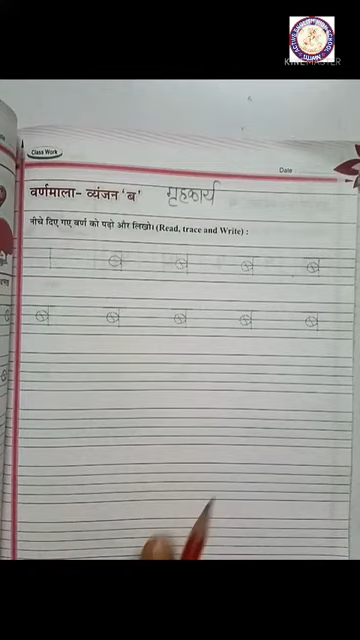 KINEMASTER
Class Work
Date
वर्णमाला- व्यंजन 'ब' गृहकार्य
नीचे दिए गए वर्ण को पढ़ो और लिखो। (Read, trace and Write) :
ब ब ब ब
ब ब ब ब ब